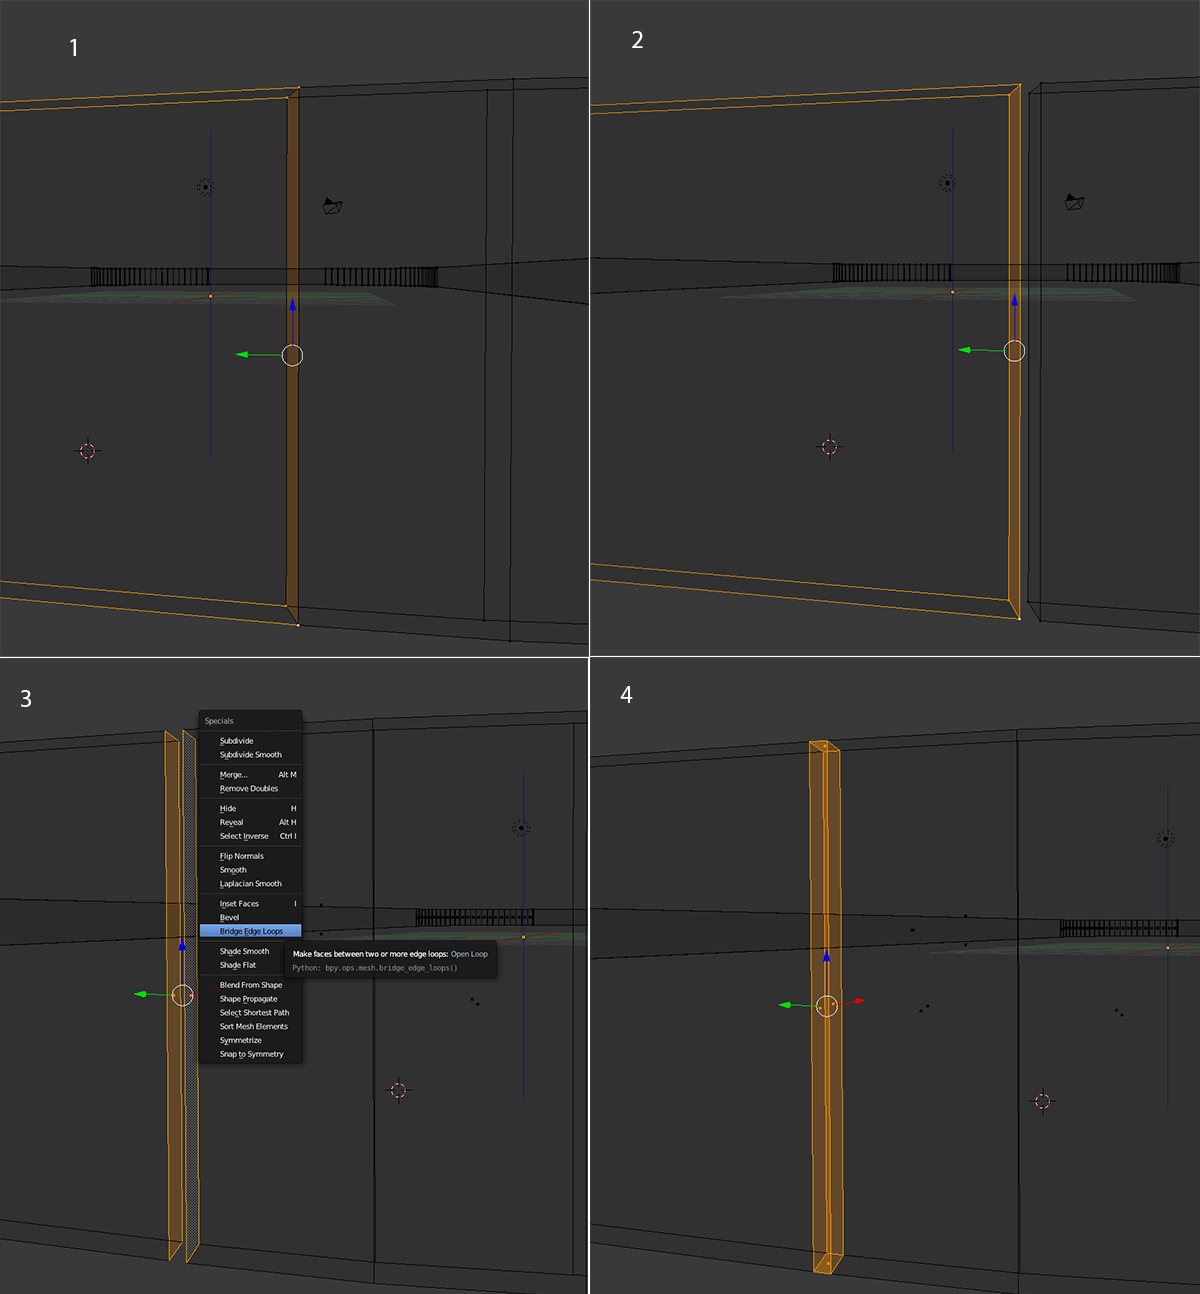 1
2
3
Specials
Subdivide
Subdivide Smooth
Merge... Alt M
Remove Doubles
Hide H
Reveal Alt H
Select Inverse Ctrl I
Flip Normals
Smooth
Laplacian Smooth
Inset Faces I
Bevel
Bridge Edge Loops
Shade Smooth
Shade Flat
Make faces between two or more edge loops: Open Loop
Python: bpy.ops.mesh.bridge_edge_loops()
Blend From Shape
Shape Propagate
Select Shortest Path
Sort Mesh Elements
Symmetrize
Snap to Symmetry
4